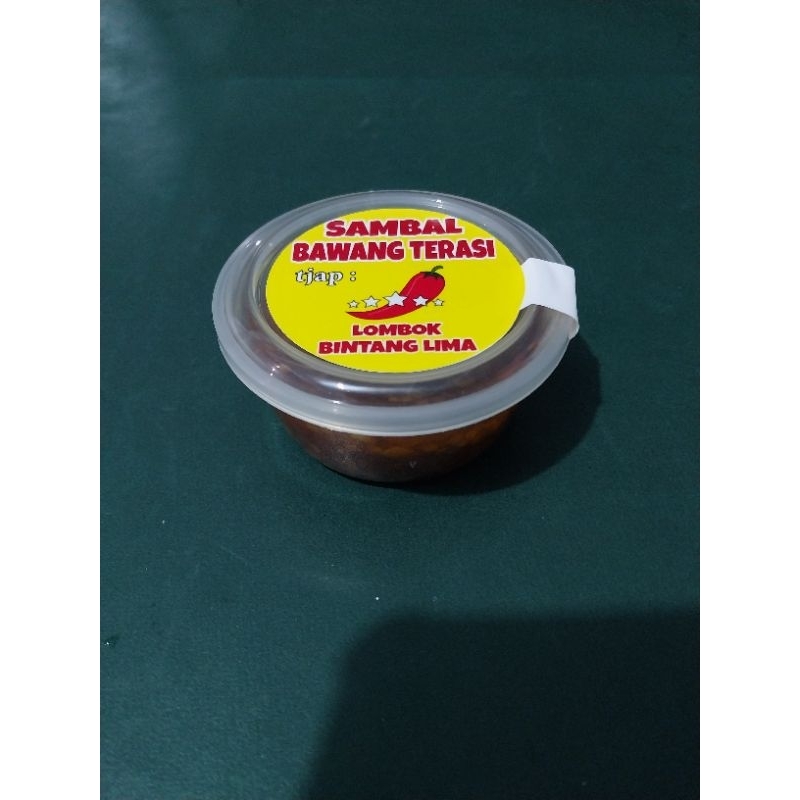 SAMBAL
BAWANG TERASI
tjap :
LOMBOK
BINTANG LIMA